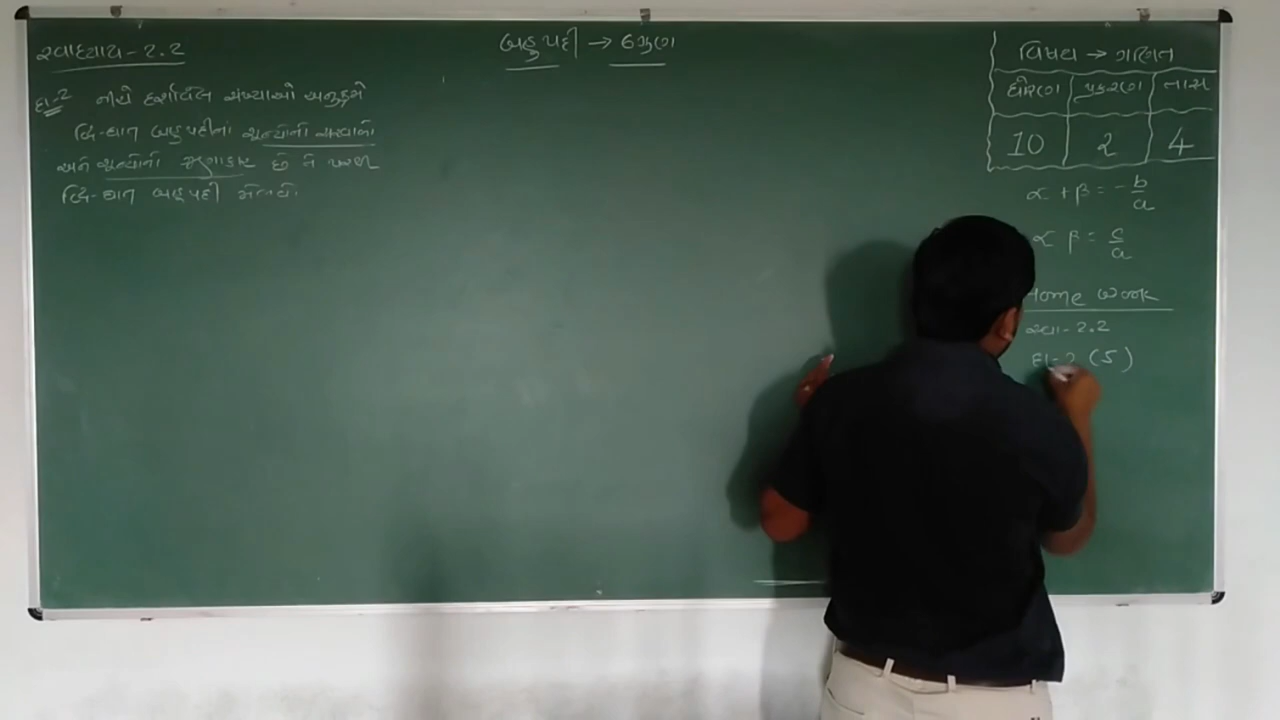 સ્વાધ્યાય - 2.2
બહુપદી → ઉકેલ
દા-2 નીચે દર્શાવેલ સંખ્યાઓ અનુક્રમે
દ્વિ-ઘાત બહુપદીનાં શૂન્યોનો સરવાળો
અને શૂન્યોનો ગુણાકાર છે તે પરથી
દ્વિ-ઘાત બહુપદી મેળવો.
વિષય → ગણિત
ધોરણ પ્રકરણ તાસ
10 2 4
α + β = -b/a
α β = c/a
Home Work
સ્વા - 2.2
દા-2 (5)